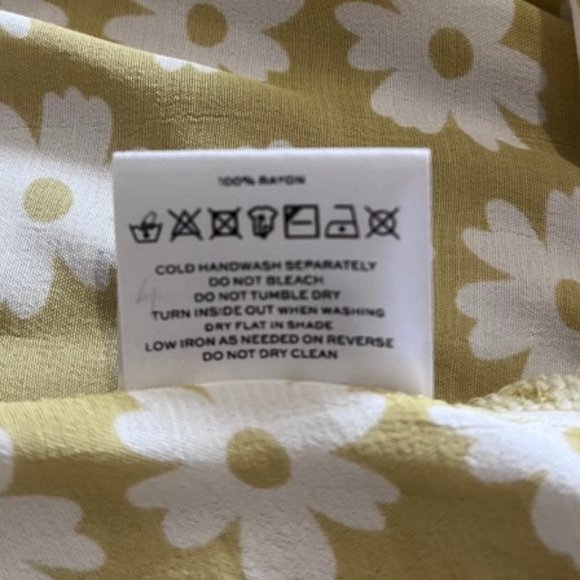 100% RAYON
COLD HANDWASH SEPARATELY
DO NOT BLEACH
DO NOT TUMBLE DRY
TURN INSIDE OUT WHEN WASHING
DRY FLAT IN SHADE
LOW IRON AS NEEDED ON REVERSE
DO NOT DRY CLEAN